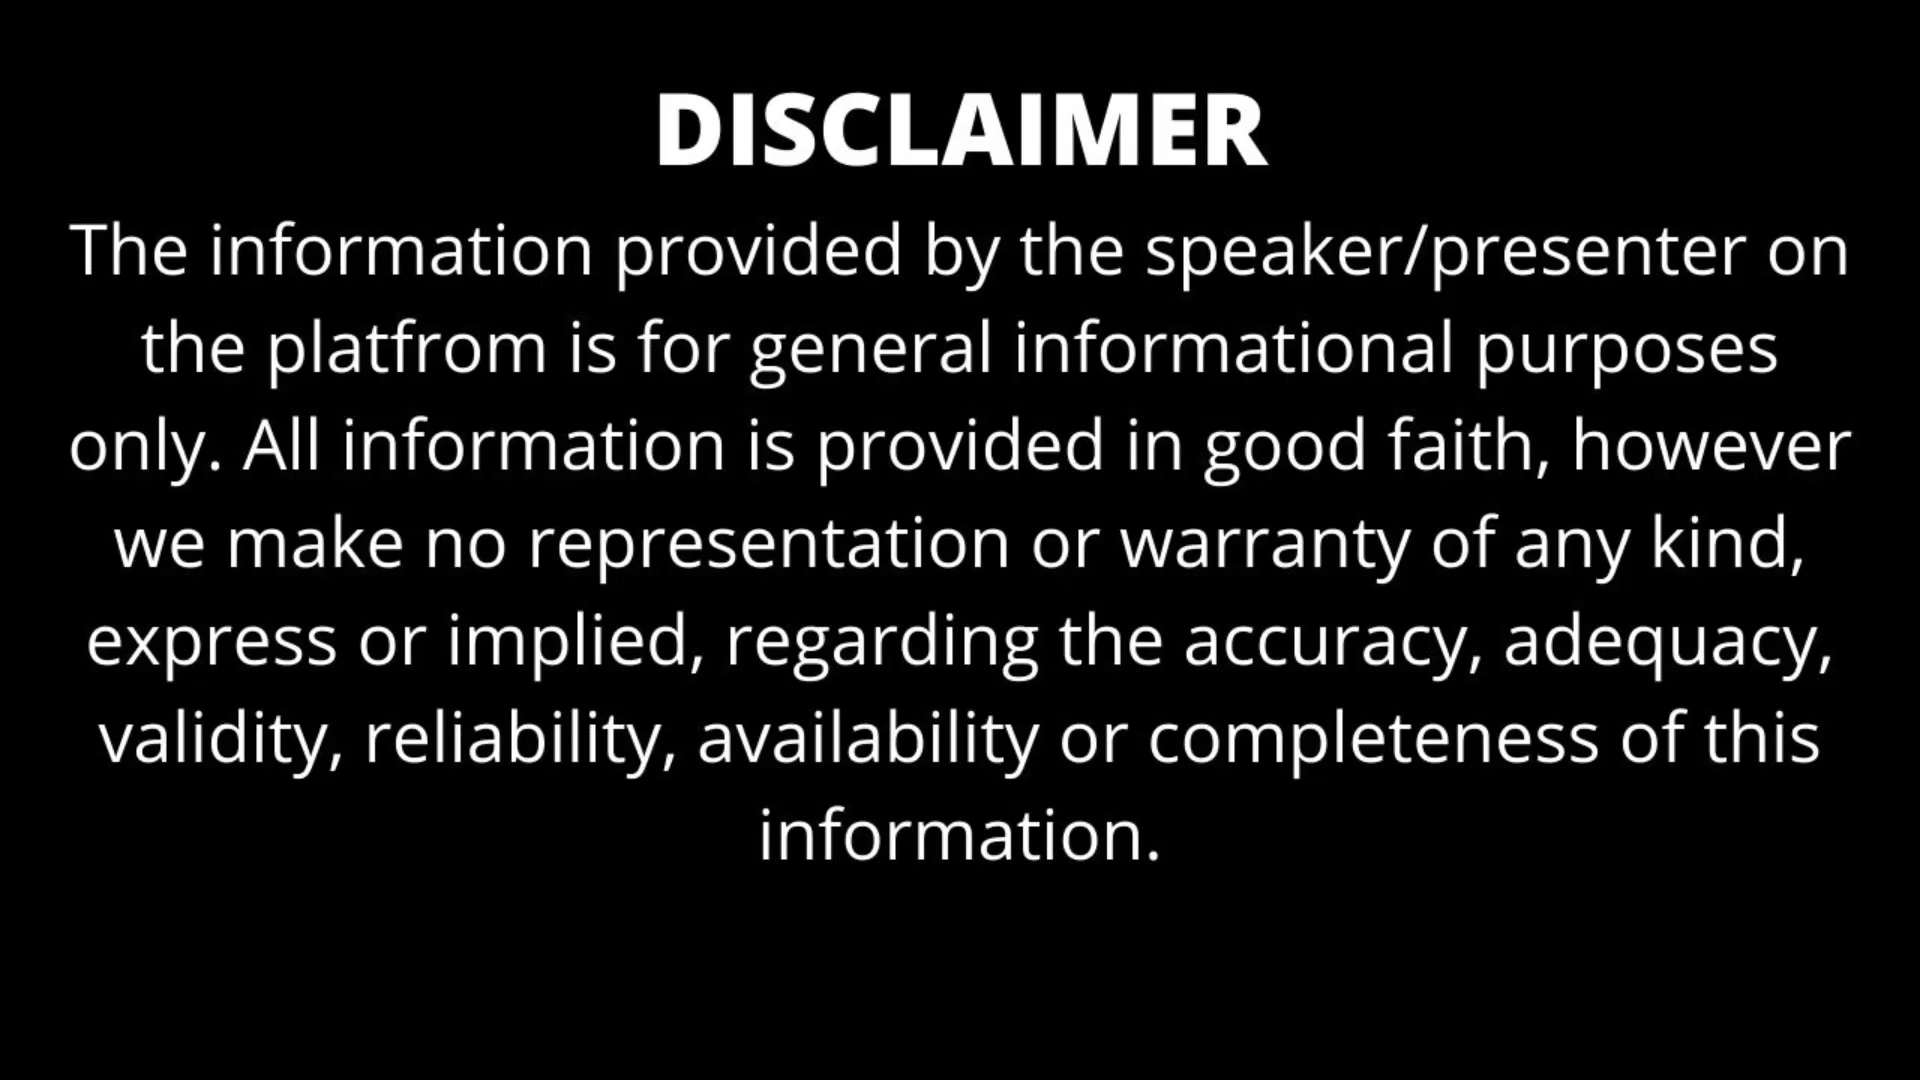 DISCLAIMER
The information provided by the speaker/presenter on
the platfrom is for general informational purposes
only. All information is provided in good faith, however
we make no representation or warranty of any kind,
express or implied, regarding the accuracy, adequacy,
validity, reliability, availability or completeness of this
information.